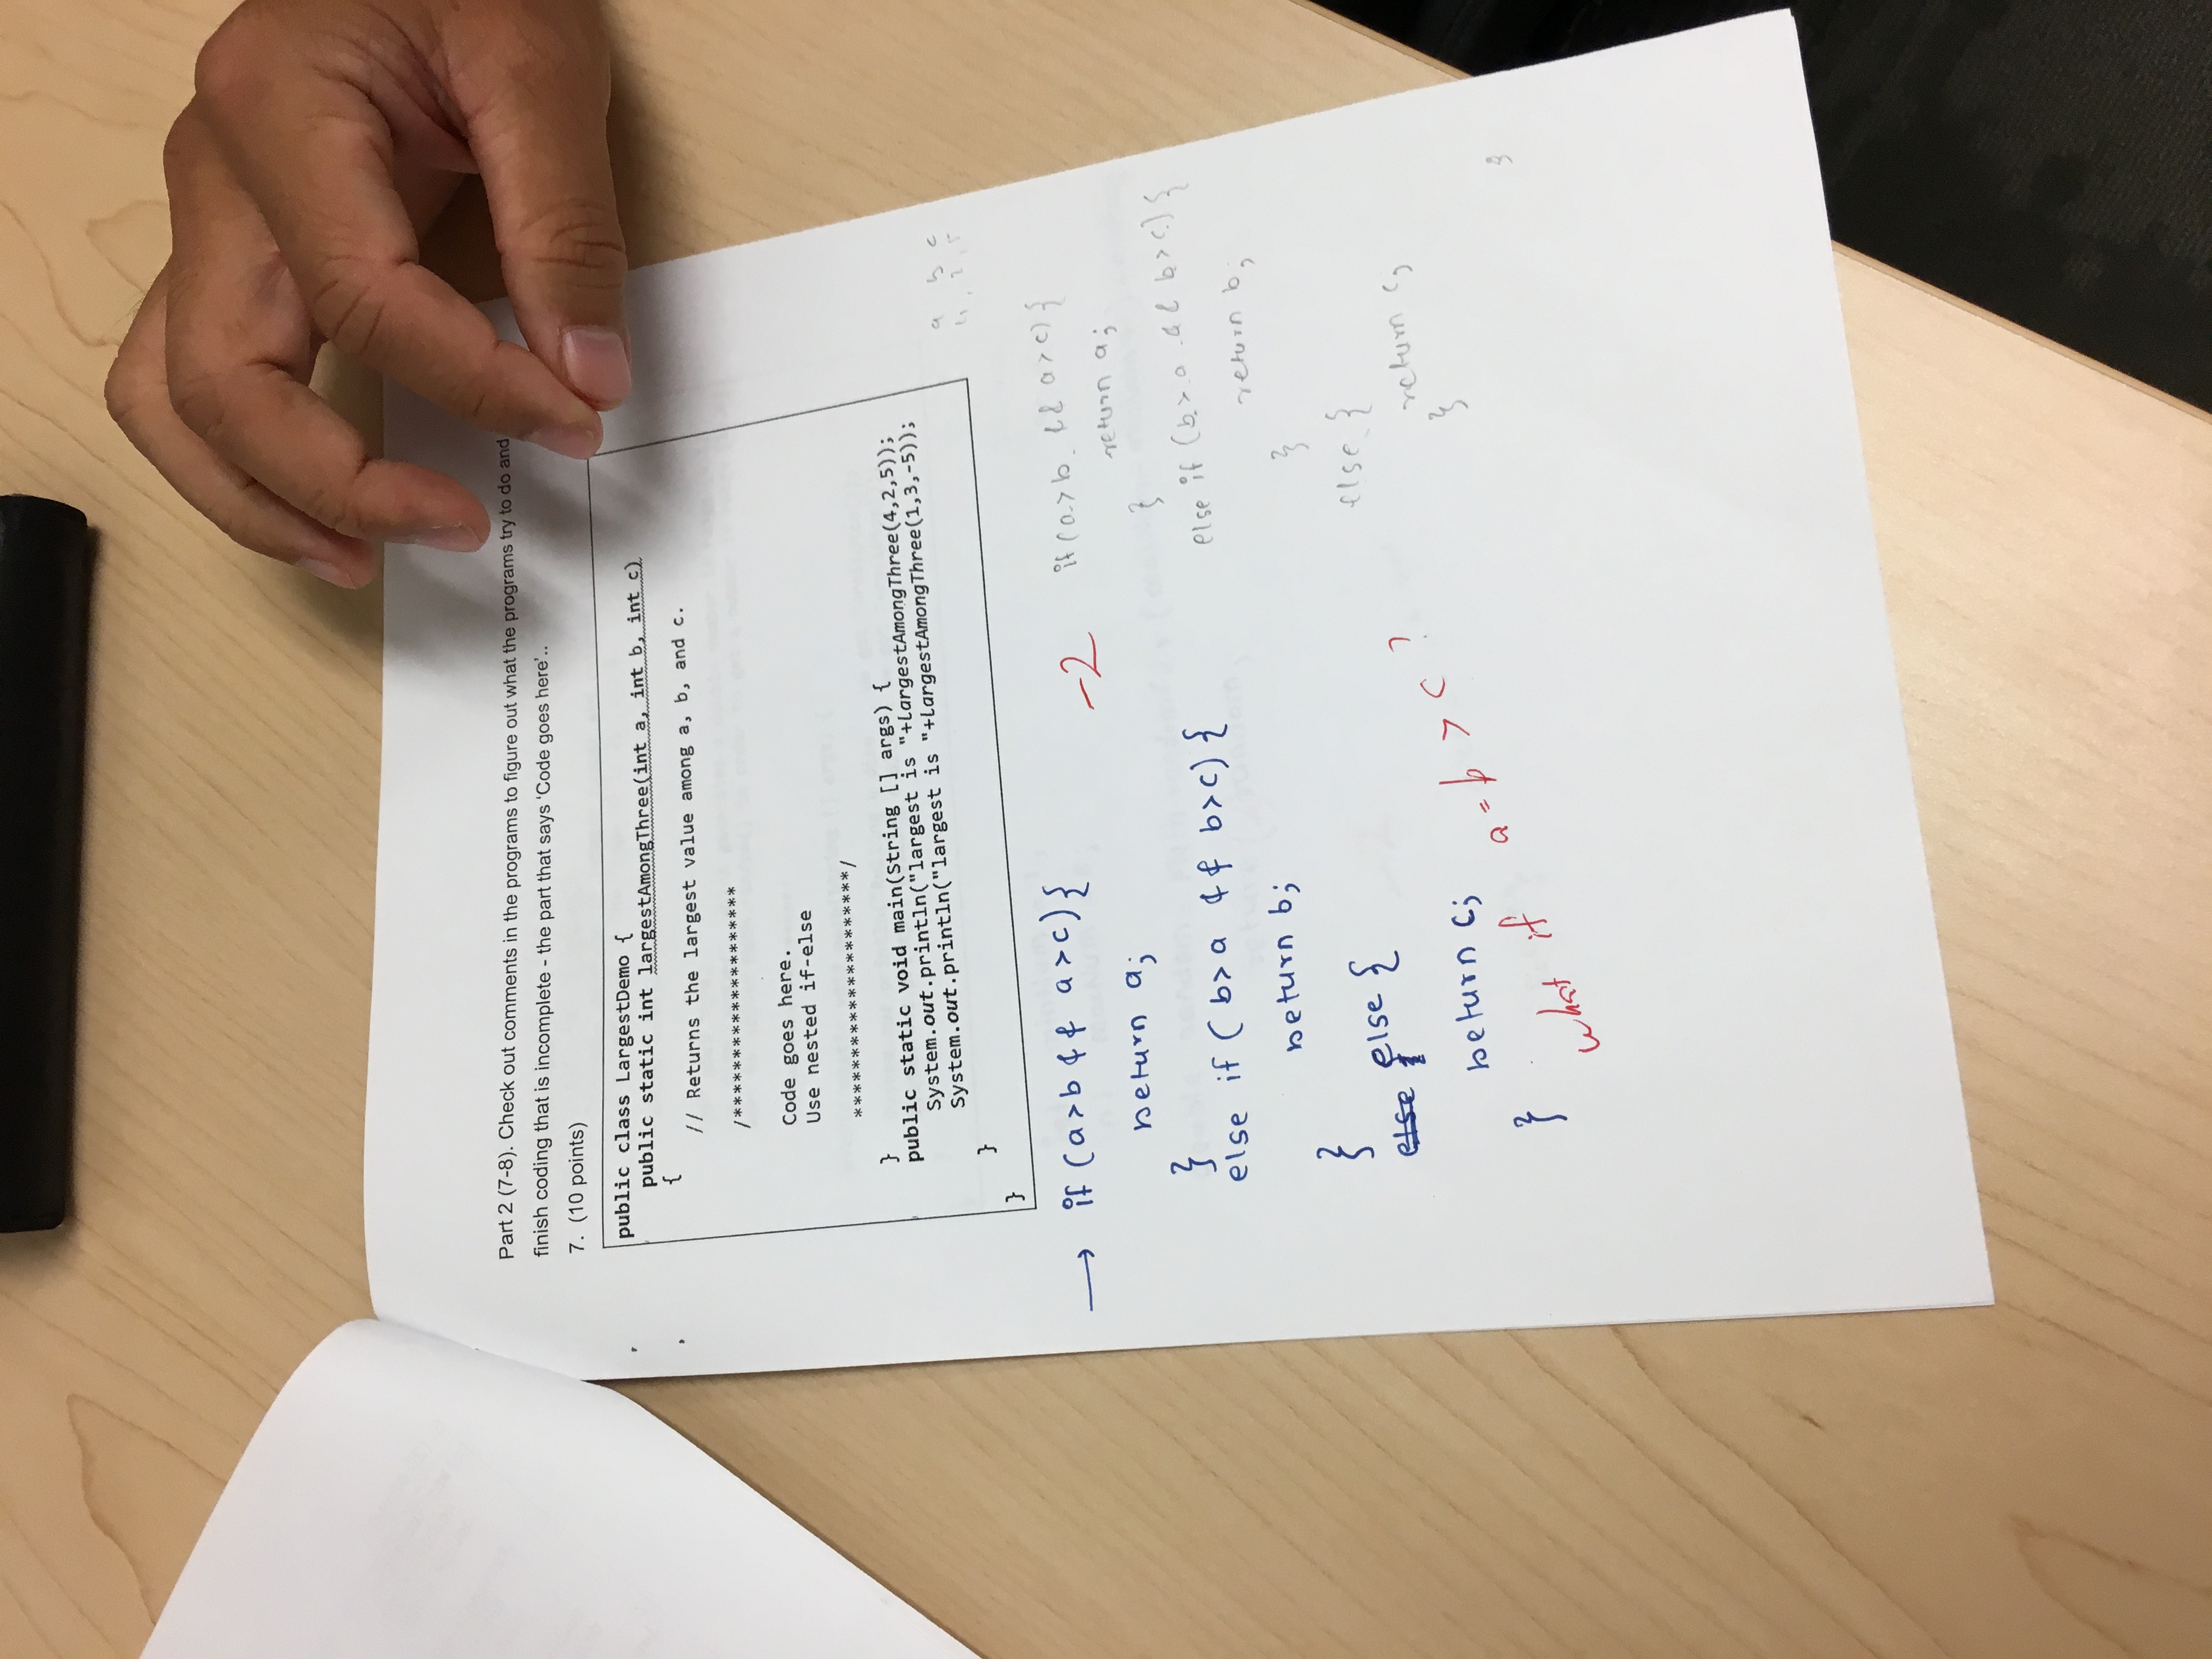 Part 2 (7-8). Check out comments in the programs to figure out what the programs try to do and
finish coding that is incomplete - the part that says ‘Code goes here’..
7. (10 points)
public class LargestDemo {
public static int largestAmongThree(int a, int b, int c)
{
// Returns the largest value among a, b, and c.
/********************
Code goes here.
Use nested if-else
*********************/
}
public static void main(String [] args) {
System.out.println("largest is "+largestAmongThree(4,2,5));
System.out.println("largest is "+largestAmongThree(1,3,-5));
}
}
if (a>b && a>c){
return a;
}
else if (b>a && b>c){
return b;
}
else {
return c;
}
-2
what if a=b > c ?
a b c
4, 2, 5
if (a>b && a>c){
return a;
}
else if (b>a && b>c){
return b;
}
else {
return c;
}
}